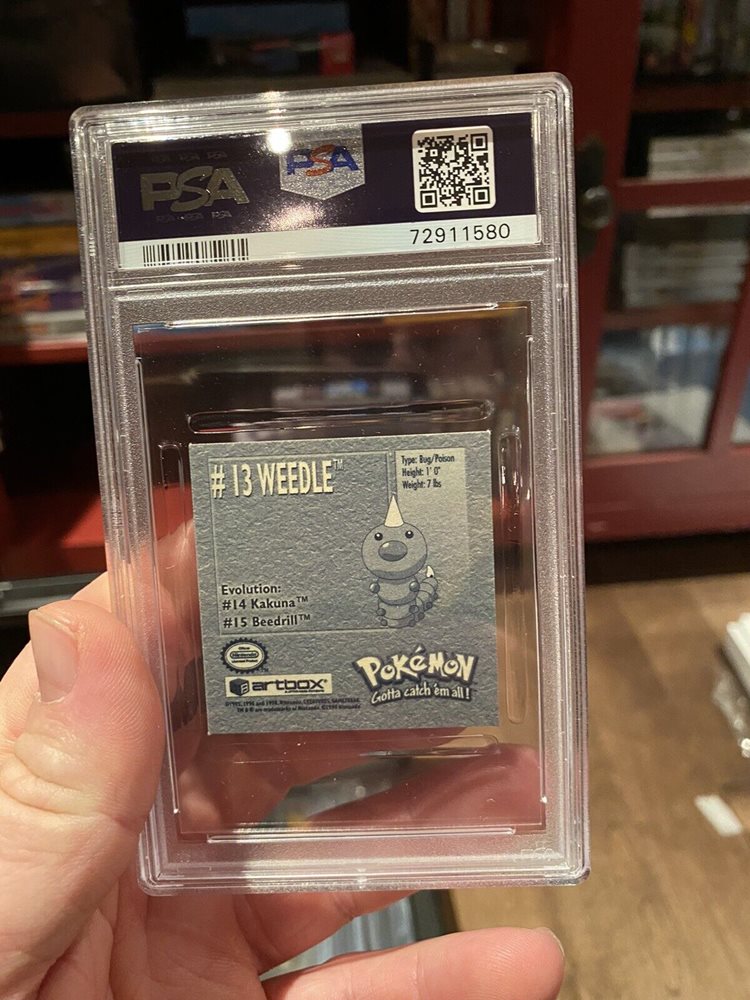 PSA
PSA
72911580
# 13 WEEDLE™
Type: Bug/Poison
Height: 1' 0"
Weight: 7 lbs
Evolution:
#14 Kakuna™
#15 Beedrill™
Nintendo
artbox®
POKéMON
Gotta catch 'em all!